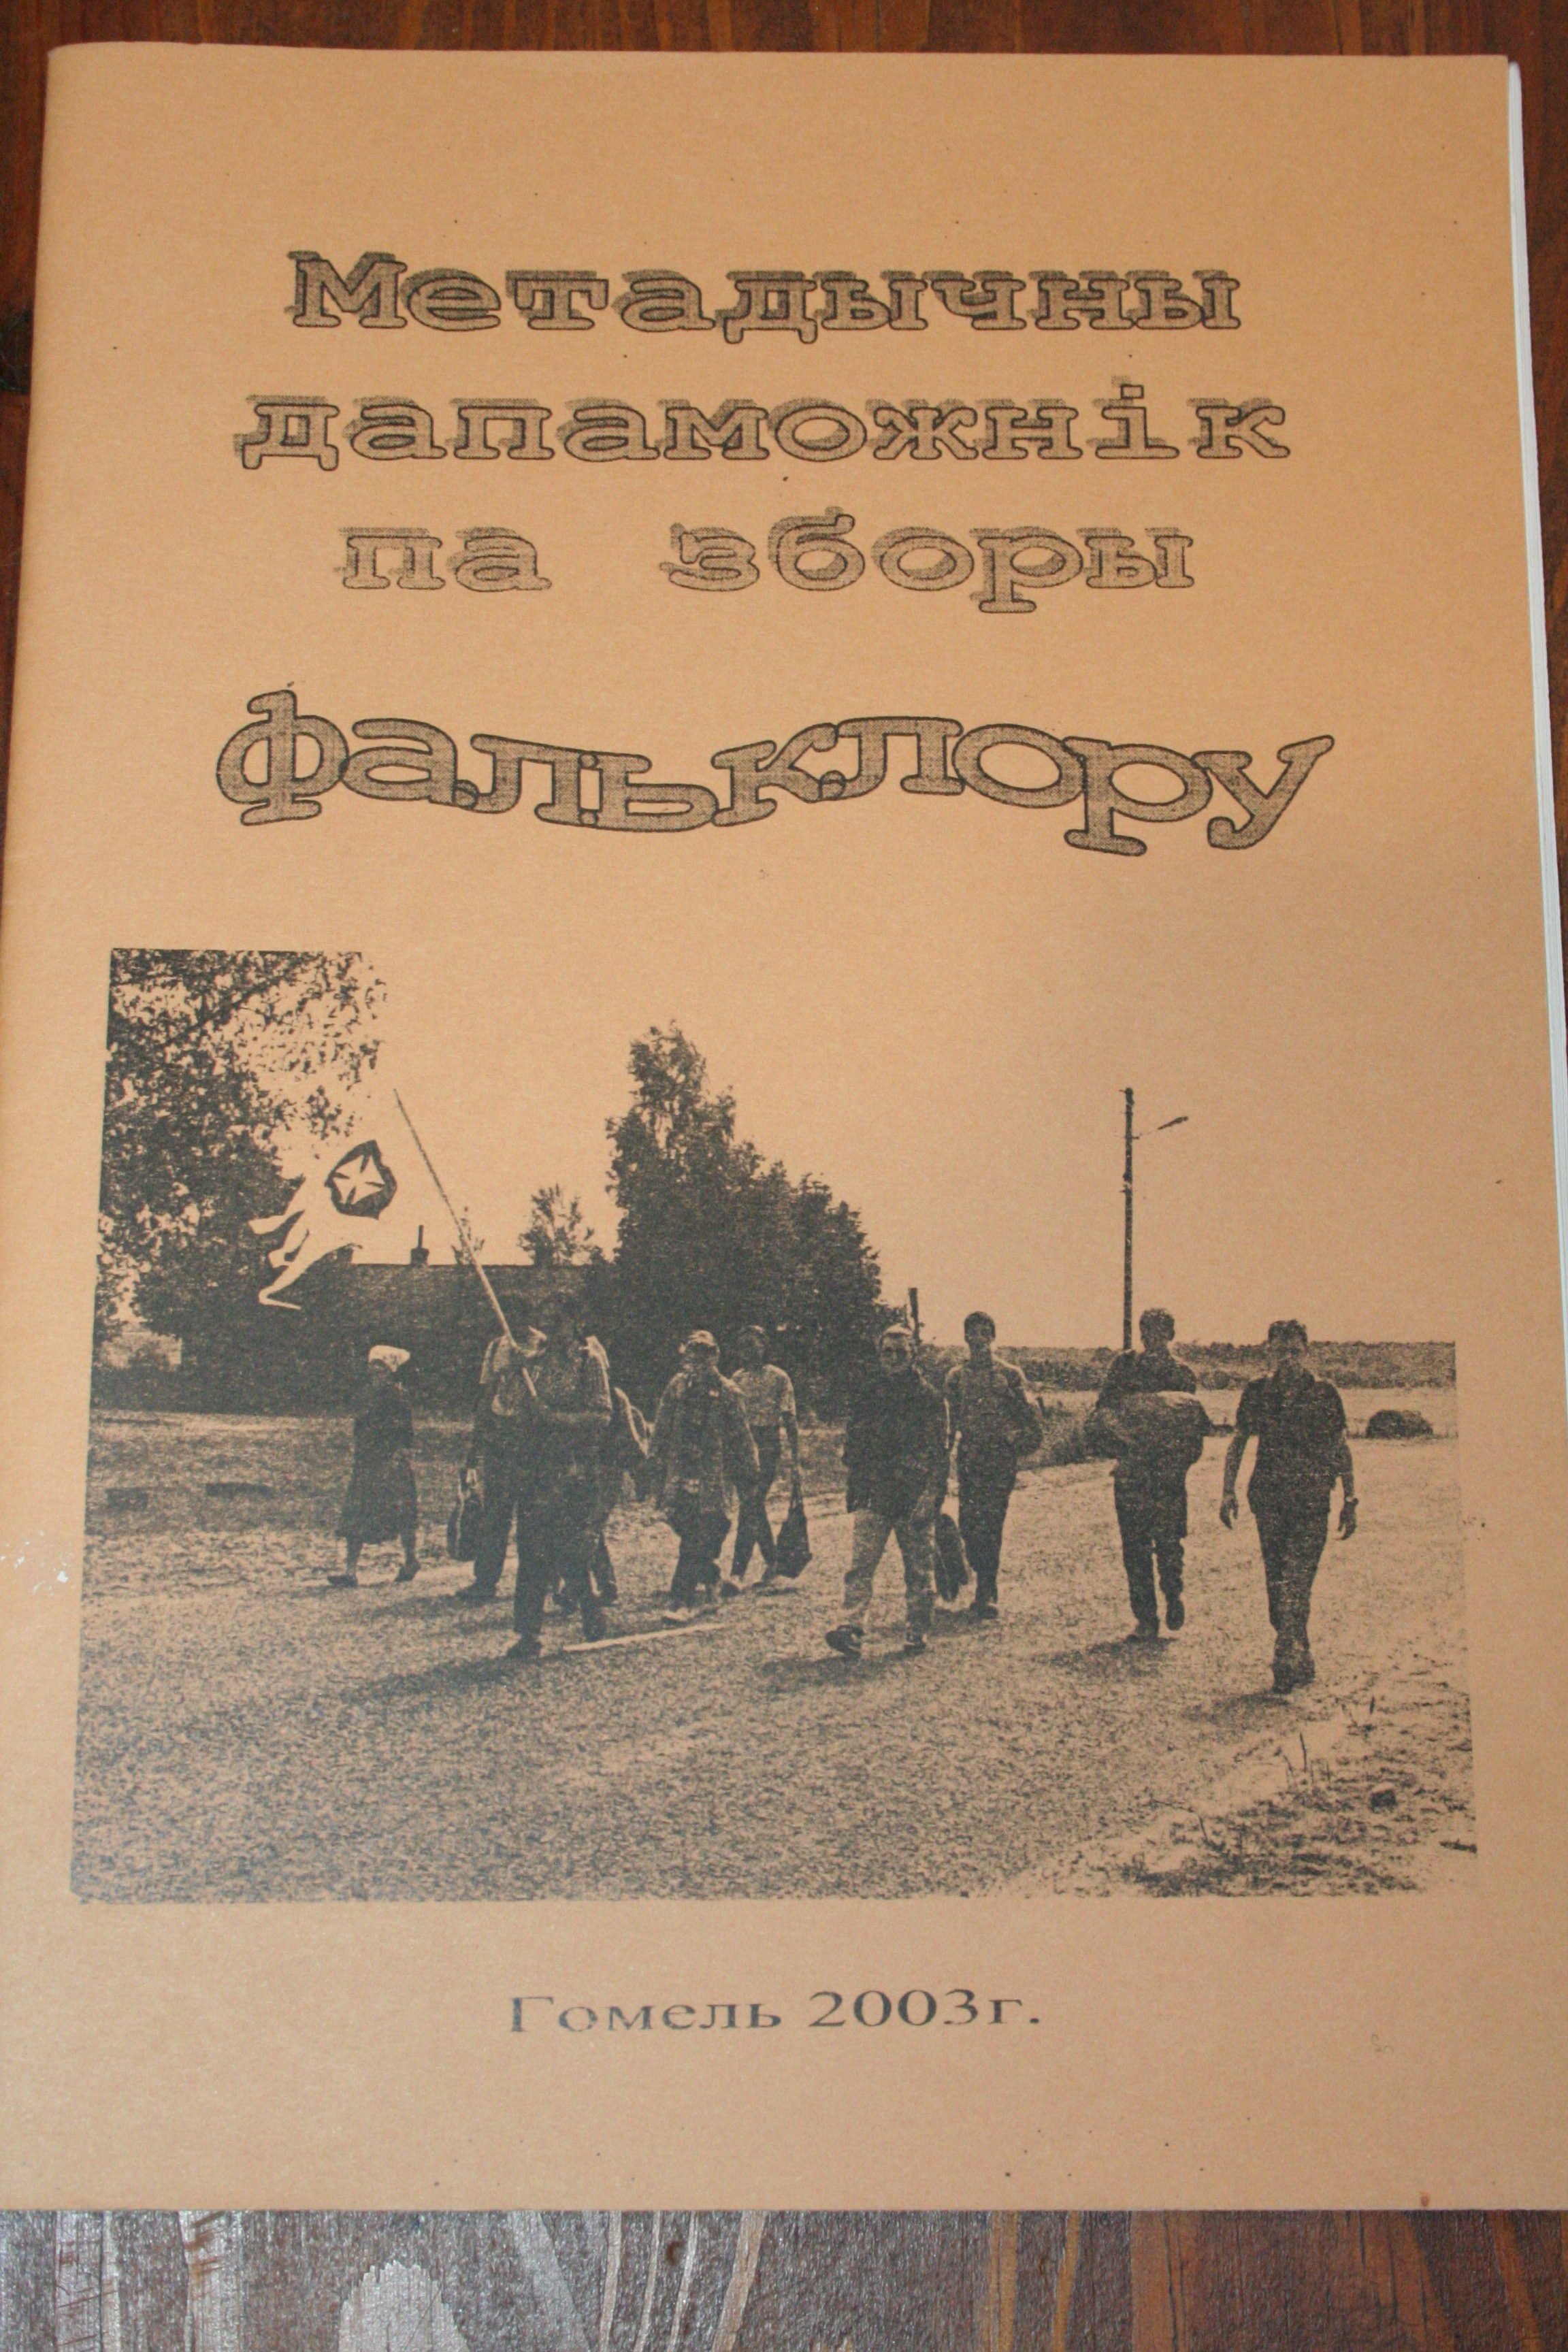 Метадычны
дапаможнік
па зборы
фальклору
Гомель 2003г.